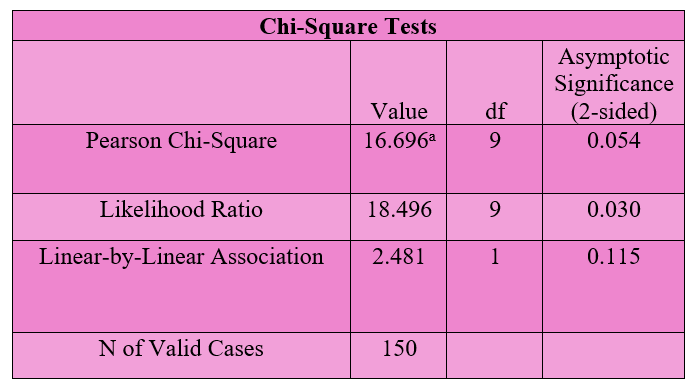 Chi-Square Tests
Value df Asymptotic
Significance
(2-sided)
Pearson Chi-Square 16.696ᵃ 9 0.054
Likelihood Ratio 18.496 9 0.030
Linear-by-Linear Association 2.481 1 0.115
N of Valid Cases 150